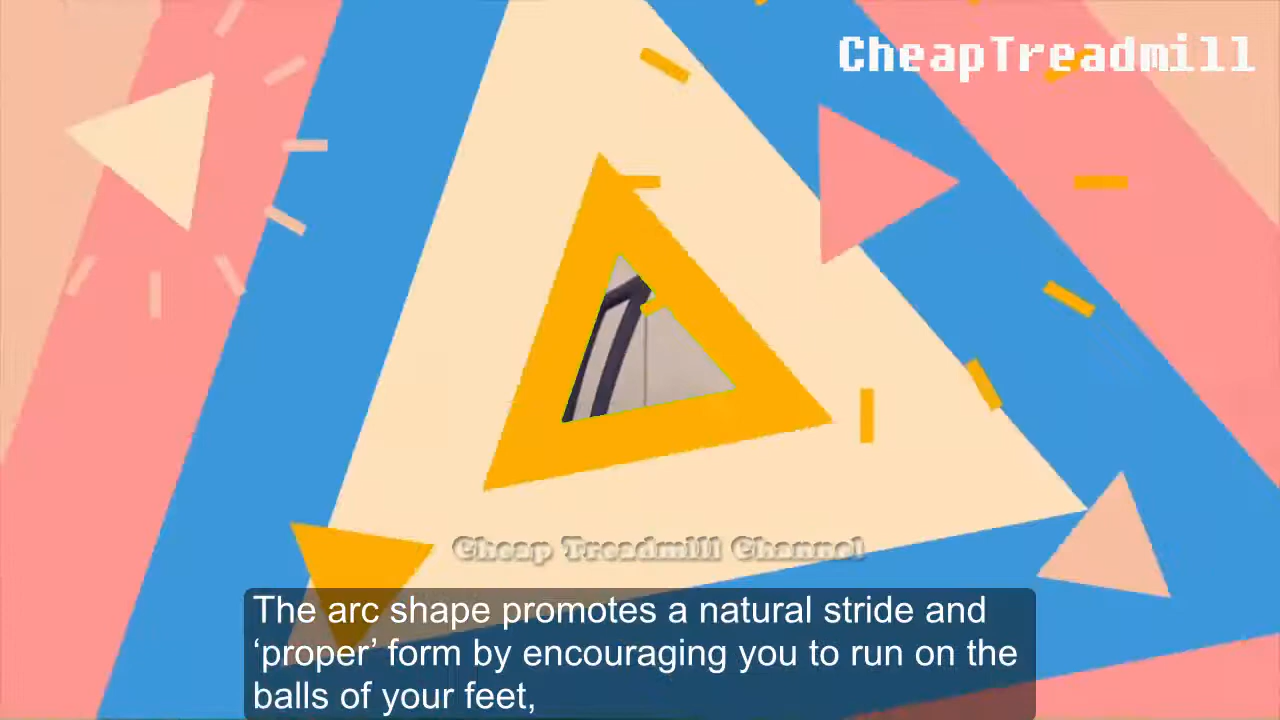 CheapTreadmill
Cheap Treadmill Channel
The arc shape promotes a natural stride and
‘proper’ form by encouraging you to run on the
balls of your feet,